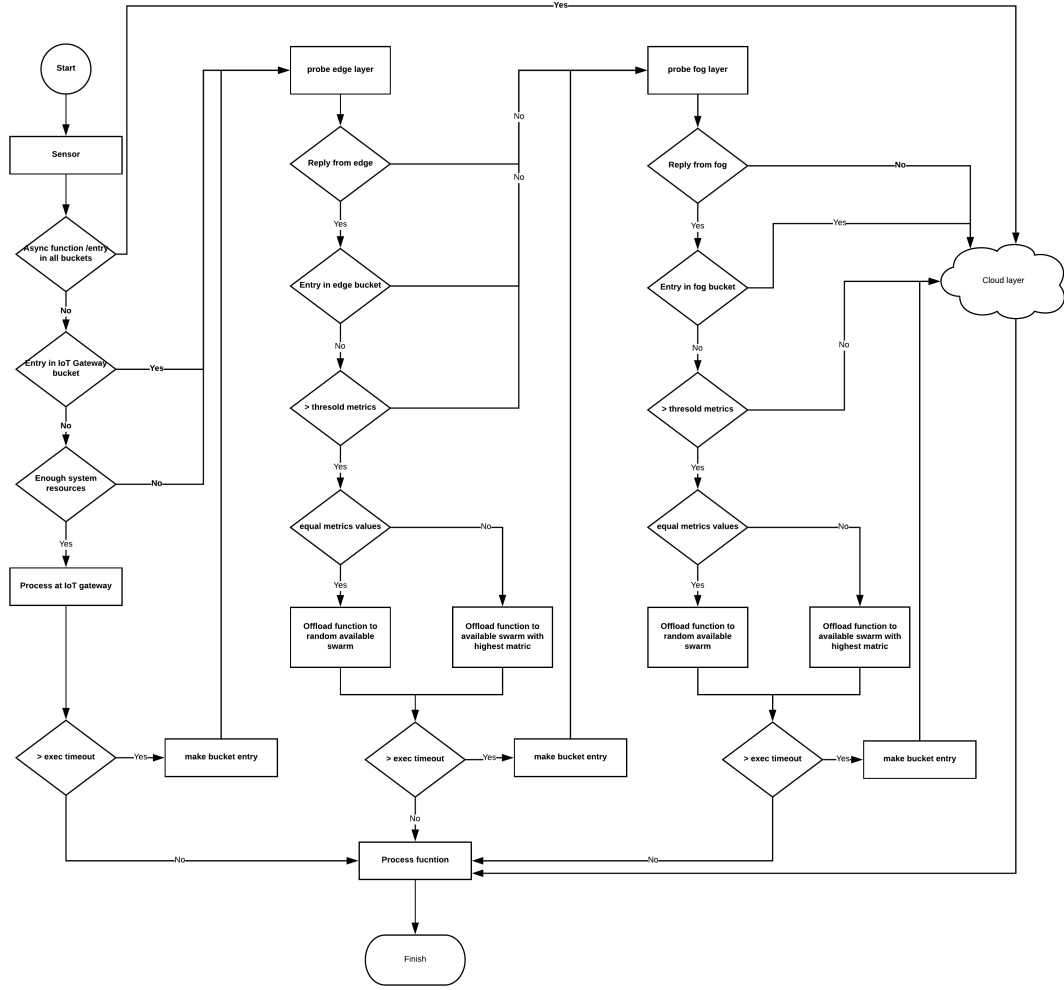 Yes
Start
Sensor
Async function /entry
in all buckets
No
Entry in IoT Gateway
bucket
Yes
No
Enough system
resources
No
Yes
Process at IoT gateway
> exec timeout
Yes
make bucket entry
No
probe edge layer
Reply from edge
No
No
Yes
Entry in edge bucket
No
> thresold metrics
Yes
equal metrics values
No
Yes
Offload function to
random available
swarm
Offload function to
available swarm with
highest matric
> exec timeout
Yes
make bucket entry
No
probe fog layer
Reply from fog
No
Yes
Yes
Entry in fog bucket
No
No
> thresold metrics
Yes
equal metrics values
No
Yes
Offload function to
random available
swarm
Offload function to
available swarm with
highest matric
> exec timeout
Yes
make bucket entry
No
Cloud layer
Process fucntion
Finish